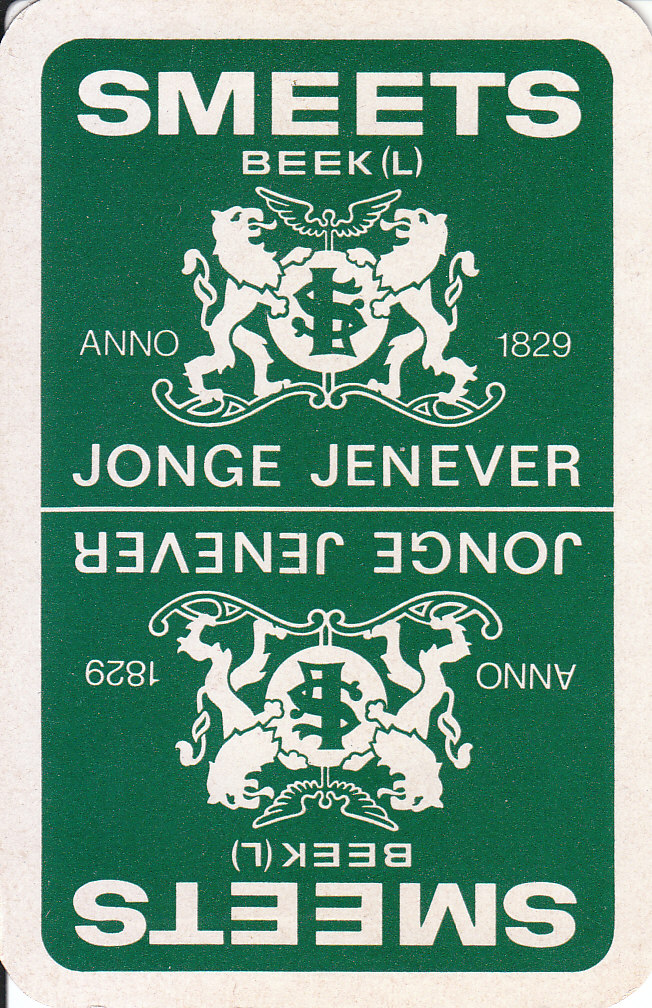 SMEETS
BEEK (L)
ANNO 1829
JONGE JENEVER
JONGE JENEVER
ANNO 1829
BEEK (L)
SMEETS